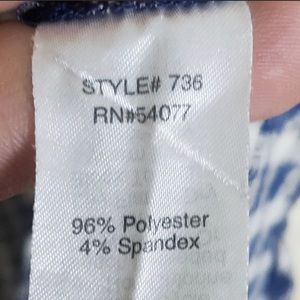 STYLE# 736
RN#54077
96% Polyester
4% Spandex